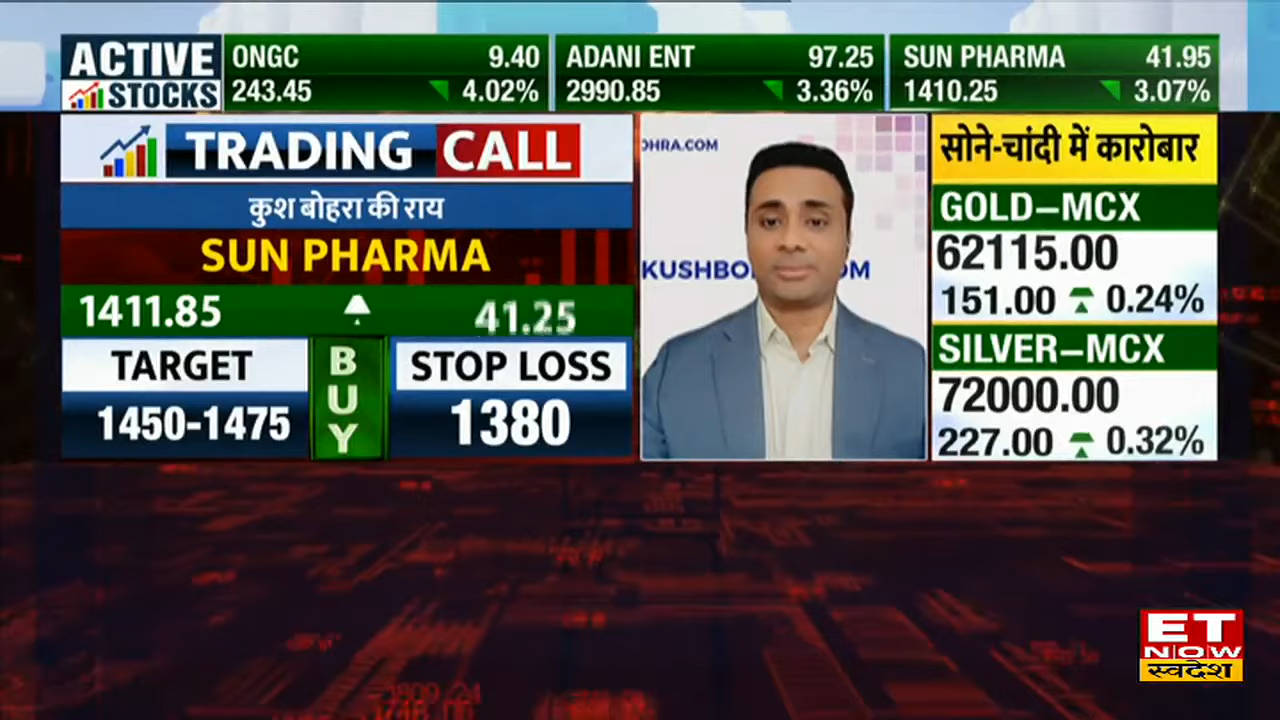 ACTIVE STOCKS
ONGC 9.40
243.45 4.02%
ADANI ENT 97.25
2990.85 3.36%
SUN PHARMA 41.95
1410.25 3.07%
TRADING CALL
कुश बोहरा की राय
SUN PHARMA
1411.85 41.25
TARGET
1450-1475
BUY
STOP LOSS
1380
OHRA.COM
KUSHBO OM
सोने-चांदी में कारोबार
GOLD–MCX
62115.00
151.00 0.24%
SILVER–MCX
72000.00
227.00 0.32%
ET
NOW
स्वदेश